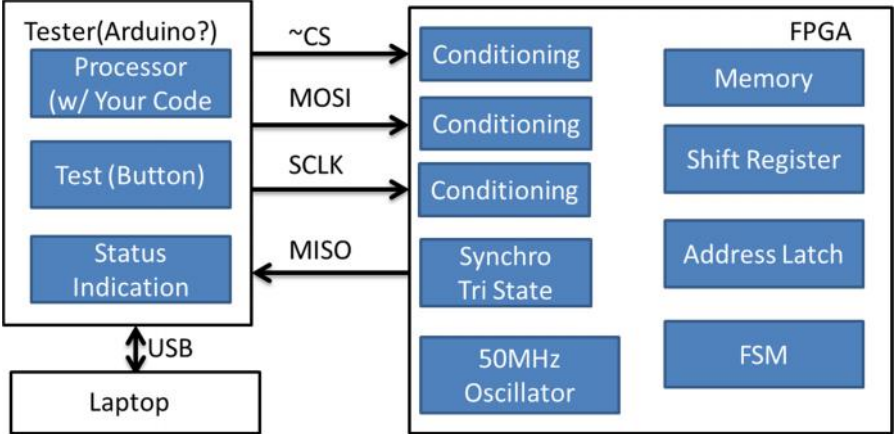 Tester(Arduino?)
Processor
(w/ Your Code
Test (Button)
Status
Indication
USB
Laptop
~CS
MOSI
SCLK
MISO
FPGA
Conditioning
Conditioning
Conditioning
Synchro
Tri State
50MHz
Oscillator
Memory
Shift Register
Address Latch
FSM